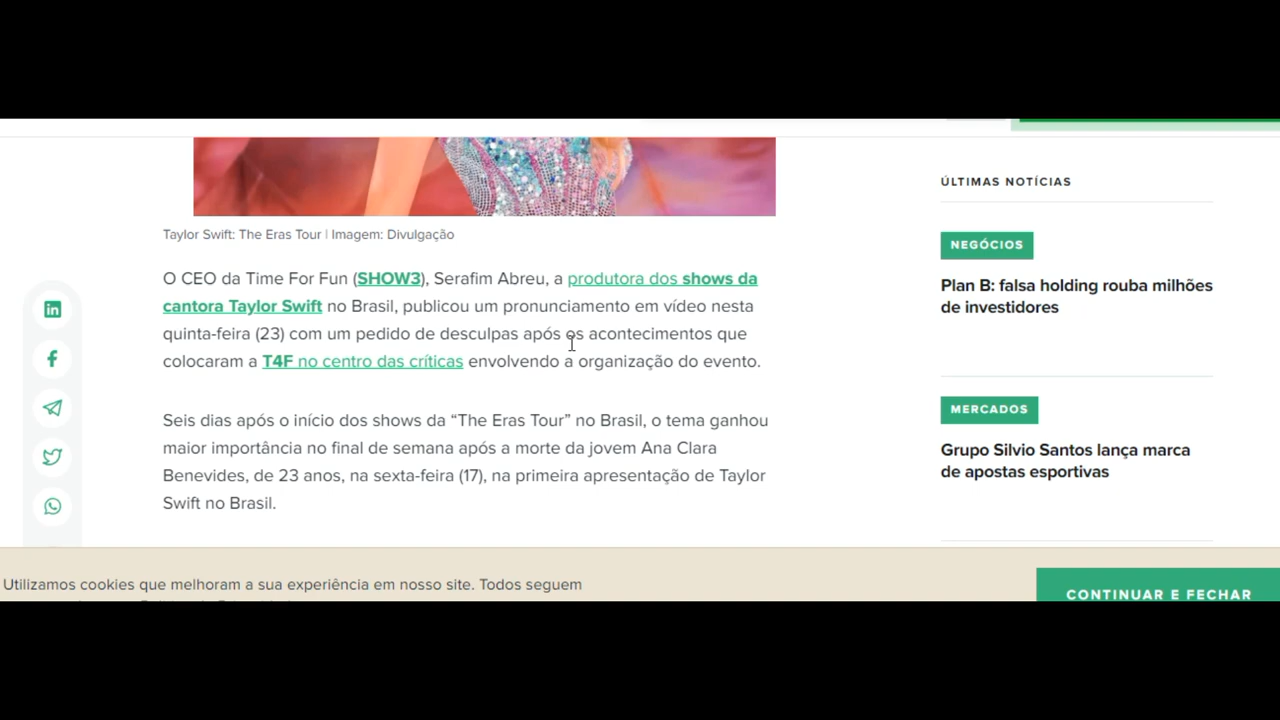 Taylor Swift: The Eras Tour | Imagem: Divulgação
O CEO da Time For Fun (SHOW3), Serafim Abreu, a produtora dos shows da
cantora Taylor Swift no Brasil, publicou um pronunciamento em vídeo nesta
quinta-feira (23) com um pedido de desculpas após os acontecimentos que
colocaram a T4F no centro das críticas envolvendo a organização do evento.
Seis dias após o início dos shows da “The Eras Tour” no Brasil, o tema ganhou
maior importância no final de semana após a morte da jovem Ana Clara
Benevides, de 23 anos, na sexta-feira (17), na primeira apresentação de Taylor
Swift no Brasil.
ÚLTIMAS NOTÍCIAS
NEGÓCIOS
Plan B: falsa holding rouba milhões
de investidores
MERCADOS
Grupo Silvio Santos lança marca
de apostas esportivas
Utilizamos cookies que melhoram a sua experiência em nosso site. Todos seguem
CONTINUAR E FECHAR